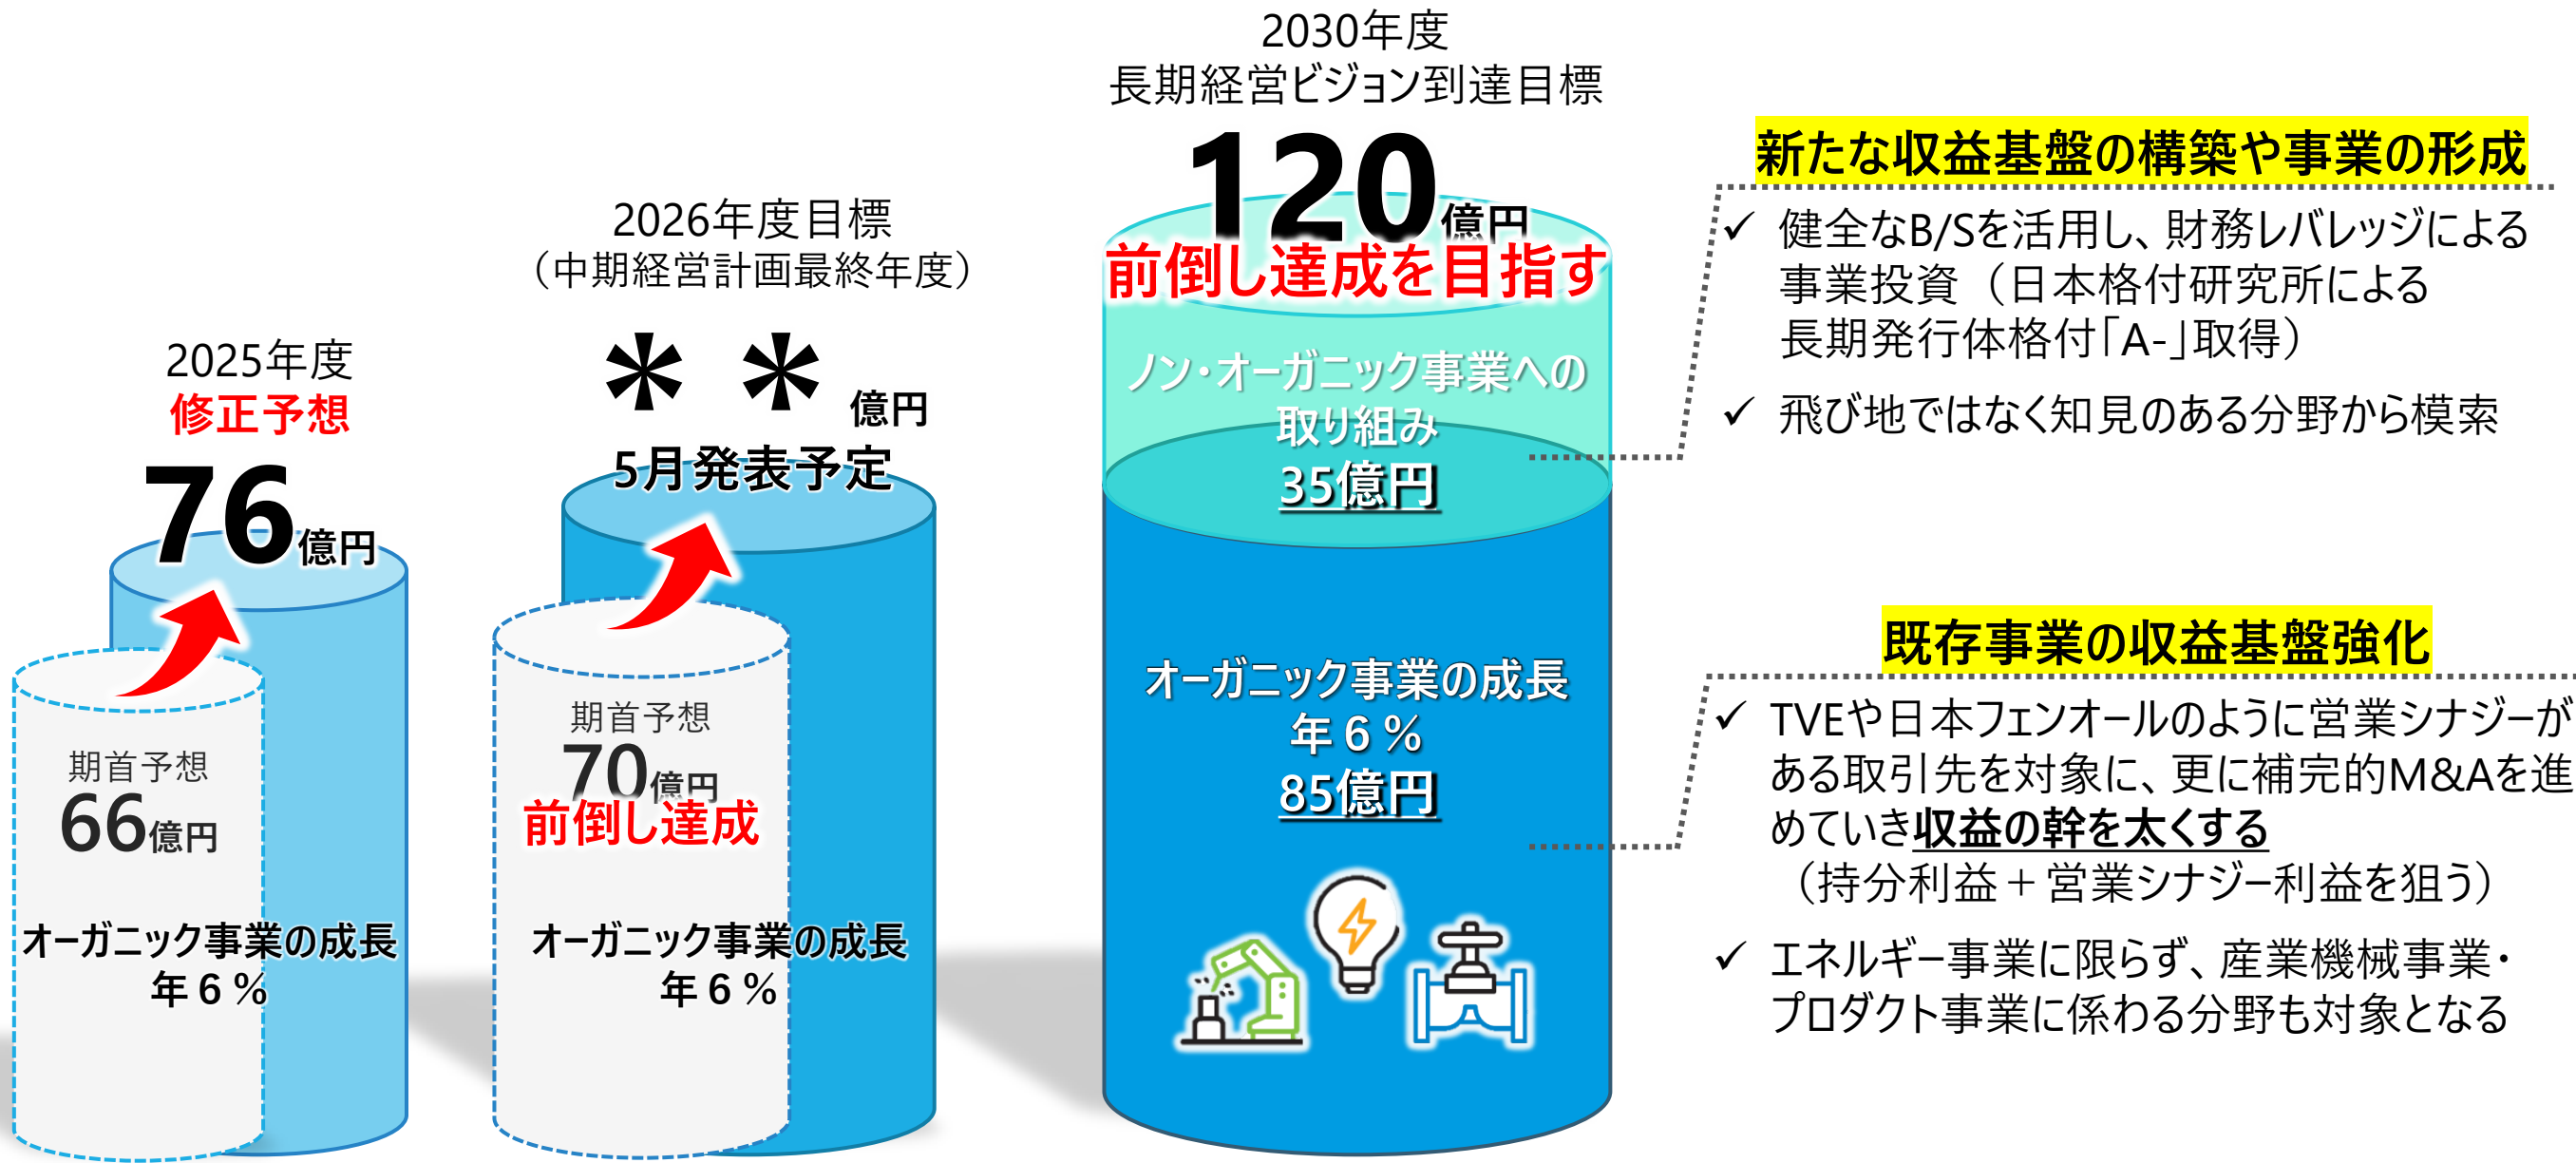 2025年度
修正予想
76億円
期首予想
66億円
オーガニック事業の成長
年6%
2026年度目標
（中期経営計画最終年度）
**億円
5月発表予定
期首予想
70億円
前倒し達成
オーガニック事業の成長
年6%
2030年度
長期経営ビジョン到達目標
120億円
前倒し達成を目指す
ノン・オーガニック事業への
取り組み
35億円
オーガニック事業の成長
年6%
85億円
新たな収益基盤の構築や事業の形成
✓ 健全なB/Sを活用し、財務レバレッジによる
事業投資（日本格付研究所による
長期発行体格付「A-」取得）
✓ 飛び地ではなく知見のある分野から模索
既存事業の収益基盤強化
✓ TVEや日本フェンオールのように営業シナジーが
ある取引先を対象に、更に補完的M&Aを進
めていき収益の幹を太くする
（持分利益＋営業シナジー利益を狙う）
✓ エネルギー事業に限らず、産業機械事業・
プロダクト事業に係わる分野も対象となる